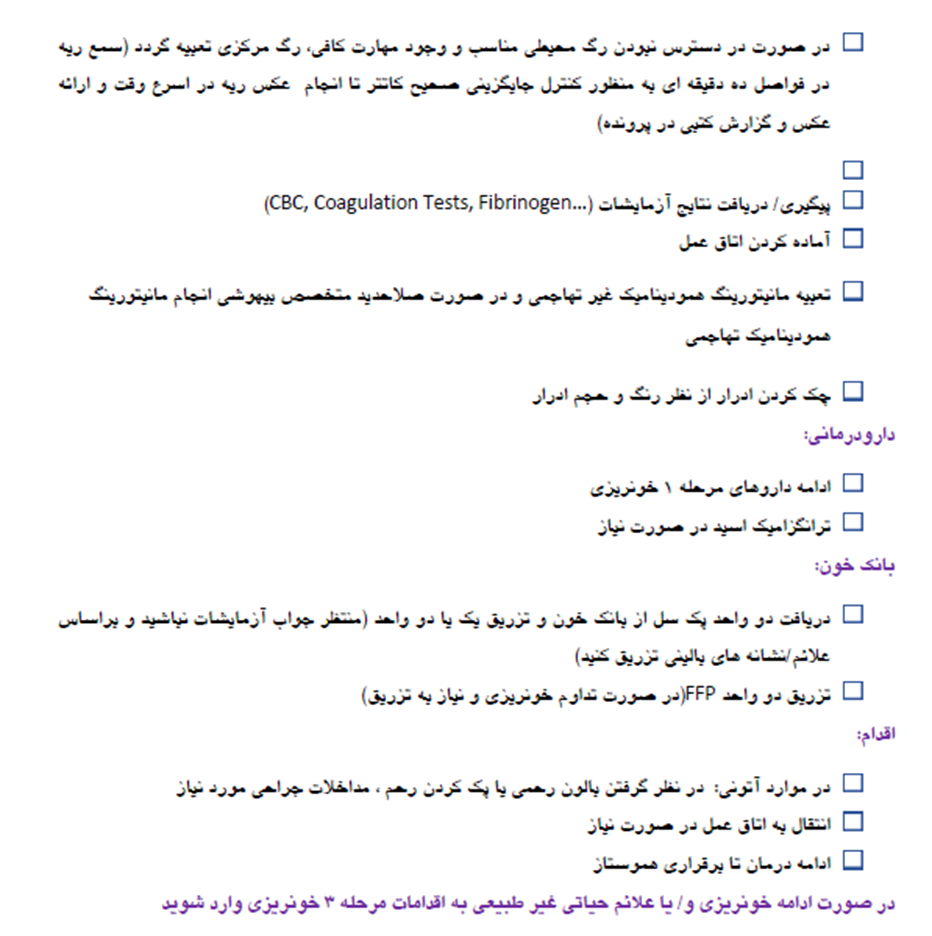 ☐ در صورت در دسترس نبودن رگ محیطی مناسب و وجود مهارت کافی، رگ مرکزی تعبیه گردد (سمع ریه
در فواصل ده دقیقه ای به منظور کنترل جایگزینی صحیح کاتتر تا انجام عکس ریه در اسرع وقت و ارائه
عکس و گزارش کتبی در پرونده)
☐
☐ پیگیری/ دریافت نتایج آزمایشات (CBC, Coagulation Tests, Fibrinogen...)
☐ آماده کردن اتاق عمل
☐ تعبیه مانیتورینگ همودینامیک غیر تهاجمی و در صورت صلاحدید متخصص بیهوشی انجام مانیتورینگ
همودینامیک تهاجمی
☐ چک کردن ادرار از نظر رنگ و حجم ادرار
دارودرمانی:
☐ ادامه داروهای مرحله ۱ خونریزی
☐ ترانگزامیک اسید در صورت نیاز
بانک خون:
☐ دریافت دو واحد پک سل از بانک خون و تزریق یک یا دو واحد (منتظر جواب آزمایشات نباشید و براساس
علائم/نشانه های بالینی تزریق کنید)
☐ تزریق دو واحد FFP(در صورت تداوم خونریزی و نیاز به تزریق)
اقدام:
☐ در موارد آتونی: در نظر گرفتن بالون رحمی یا پک کردن رحم ، مداخلات جراحی مورد نیاز
☐ انتقال به اتاق عمل در صورت نیاز
☐ ادامه درمان تا برقراری هموستاز
در صورت ادامه خونریزی و/ یا علائم حیاتی غیر طبیعی به اقدامات مرحله ۳ خونریزی وارد شوید